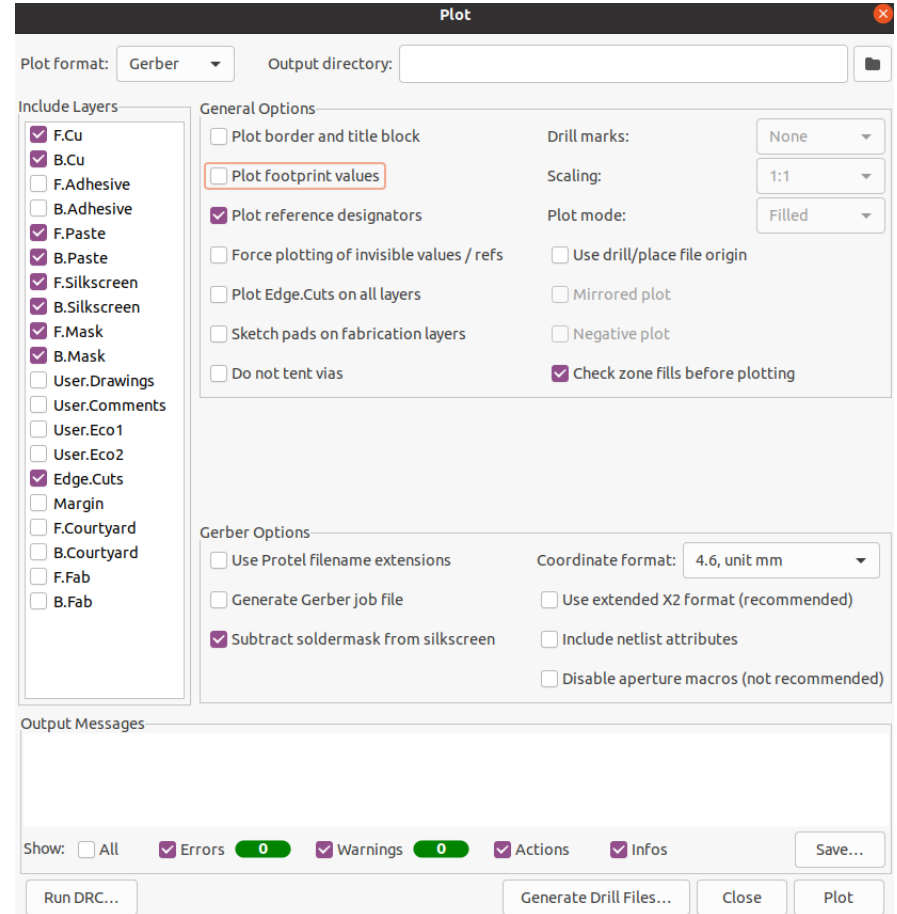 Plot
Plot format: Gerber Output directory:
Include Layers
F.Cu
B.Cu
F.Adhesive
B.Adhesive
F.Paste
B.Paste
F.Silkscreen
B.Silkscreen
F.Mask
B.Mask
User.Drawings
User.Comments
User.Eco1
User.Eco2
Edge.Cuts
Margin
F.Courtyard
B.Courtyard
F.Fab
B.Fab
General Options
Plot border and title block
Plot footprint values
Plot reference designators
Force plotting of invisible values / refs
Plot Edge.Cuts on all layers
Sketch pads on fabrication layers
Do not tent vias
Drill marks: None
Scaling: 1:1
Plot mode: Filled
Use drill/place file origin
Mirrored plot
Negative plot
Check zone fills before plotting
Gerber Options
Use Protel filename extensions
Generate Gerber job file
Subtract soldermask from silkscreen
Coordinate format: 4.6, unit mm
Use extended X2 format (recommended)
Include netlist attributes
Disable aperture macros (not recommended)
Output Messages
Show: All Errors 0 Warnings 0 Actions Infos Save...
Run DRC... Generate Drill Files... Close Plot